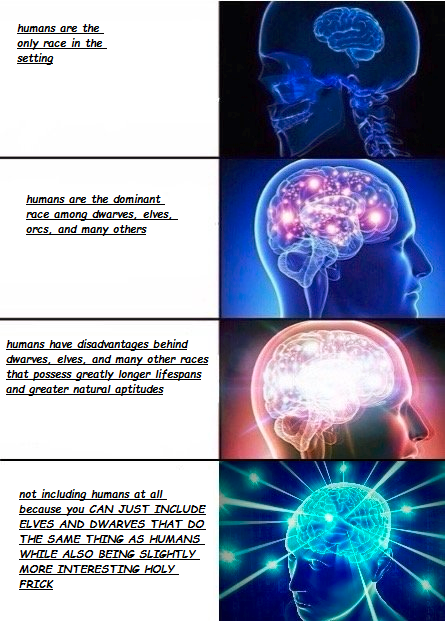 humans are the
only race in the
setting
humans are the dominant
race among dwarves, elves,
orcs, and many others
humans have disadvantages behind
dwarves, elves, and many other races
that possess greatly longer lifespans
and greater natural aptitudes
not including humans at all
because you CAN JUST INCLUDE
ELVES AND DWARVES THAT DO
THE SAME THING AS HUMANS
WHILE ALSO BEING SLIGHTLY
MORE INTERESTING HOLY
FRICK